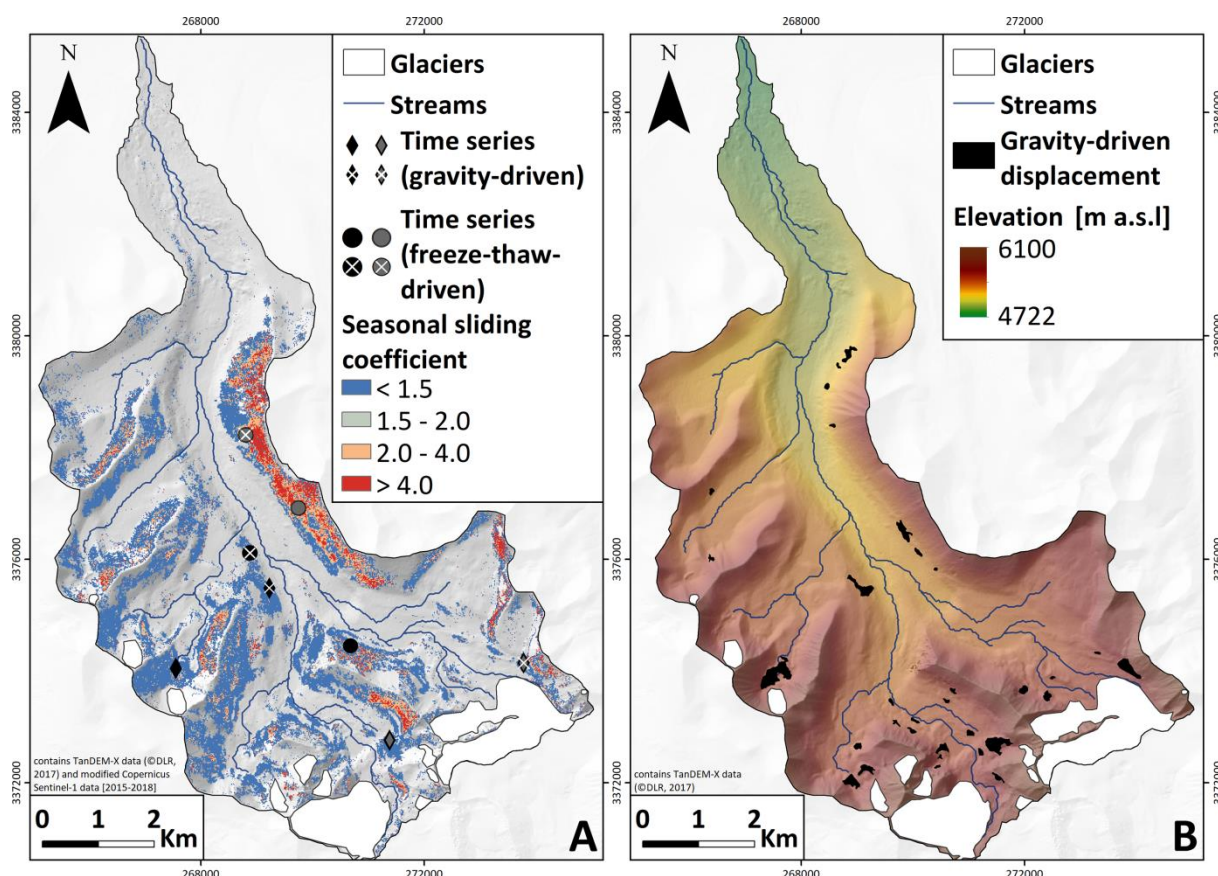 268000
272000
N
Glaciers
Streams
Time series
(gravity-driven)
Time series
(freeze-thaw-
driven)
Seasonal sliding
coefficient
< 1.5
1.5 - 2.0
2.0 - 4.0
> 4.0
3384000
3380000
3376000
3372000
contains TanDEM-X data (©DLR,
2017) and modified Copernicus
Sentinel-1 data [2015-2018]
0 1 2
Km
A
268000
272000
268000
272000
N
Glaciers
Streams
Gravity-driven
displacement
Elevation [m a.s.l]
6100
4722
3384000
3380000
3376000
3372000
contains TanDEM-X data
(©DLR, 2017)
0 1 2
Km
B
268000
272000